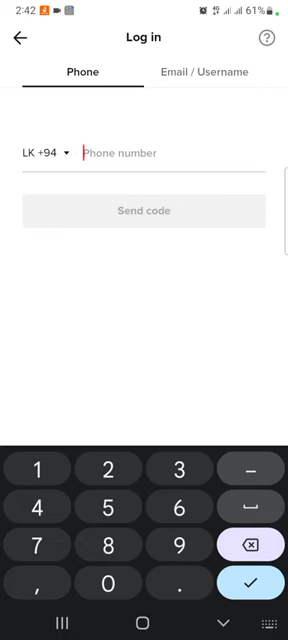 2:42 4G 61%
Log in
Phone Email / Username
LK +94 Phone number
Send code
1 2 3 –
4 5 6
7 8 9
, 0 .